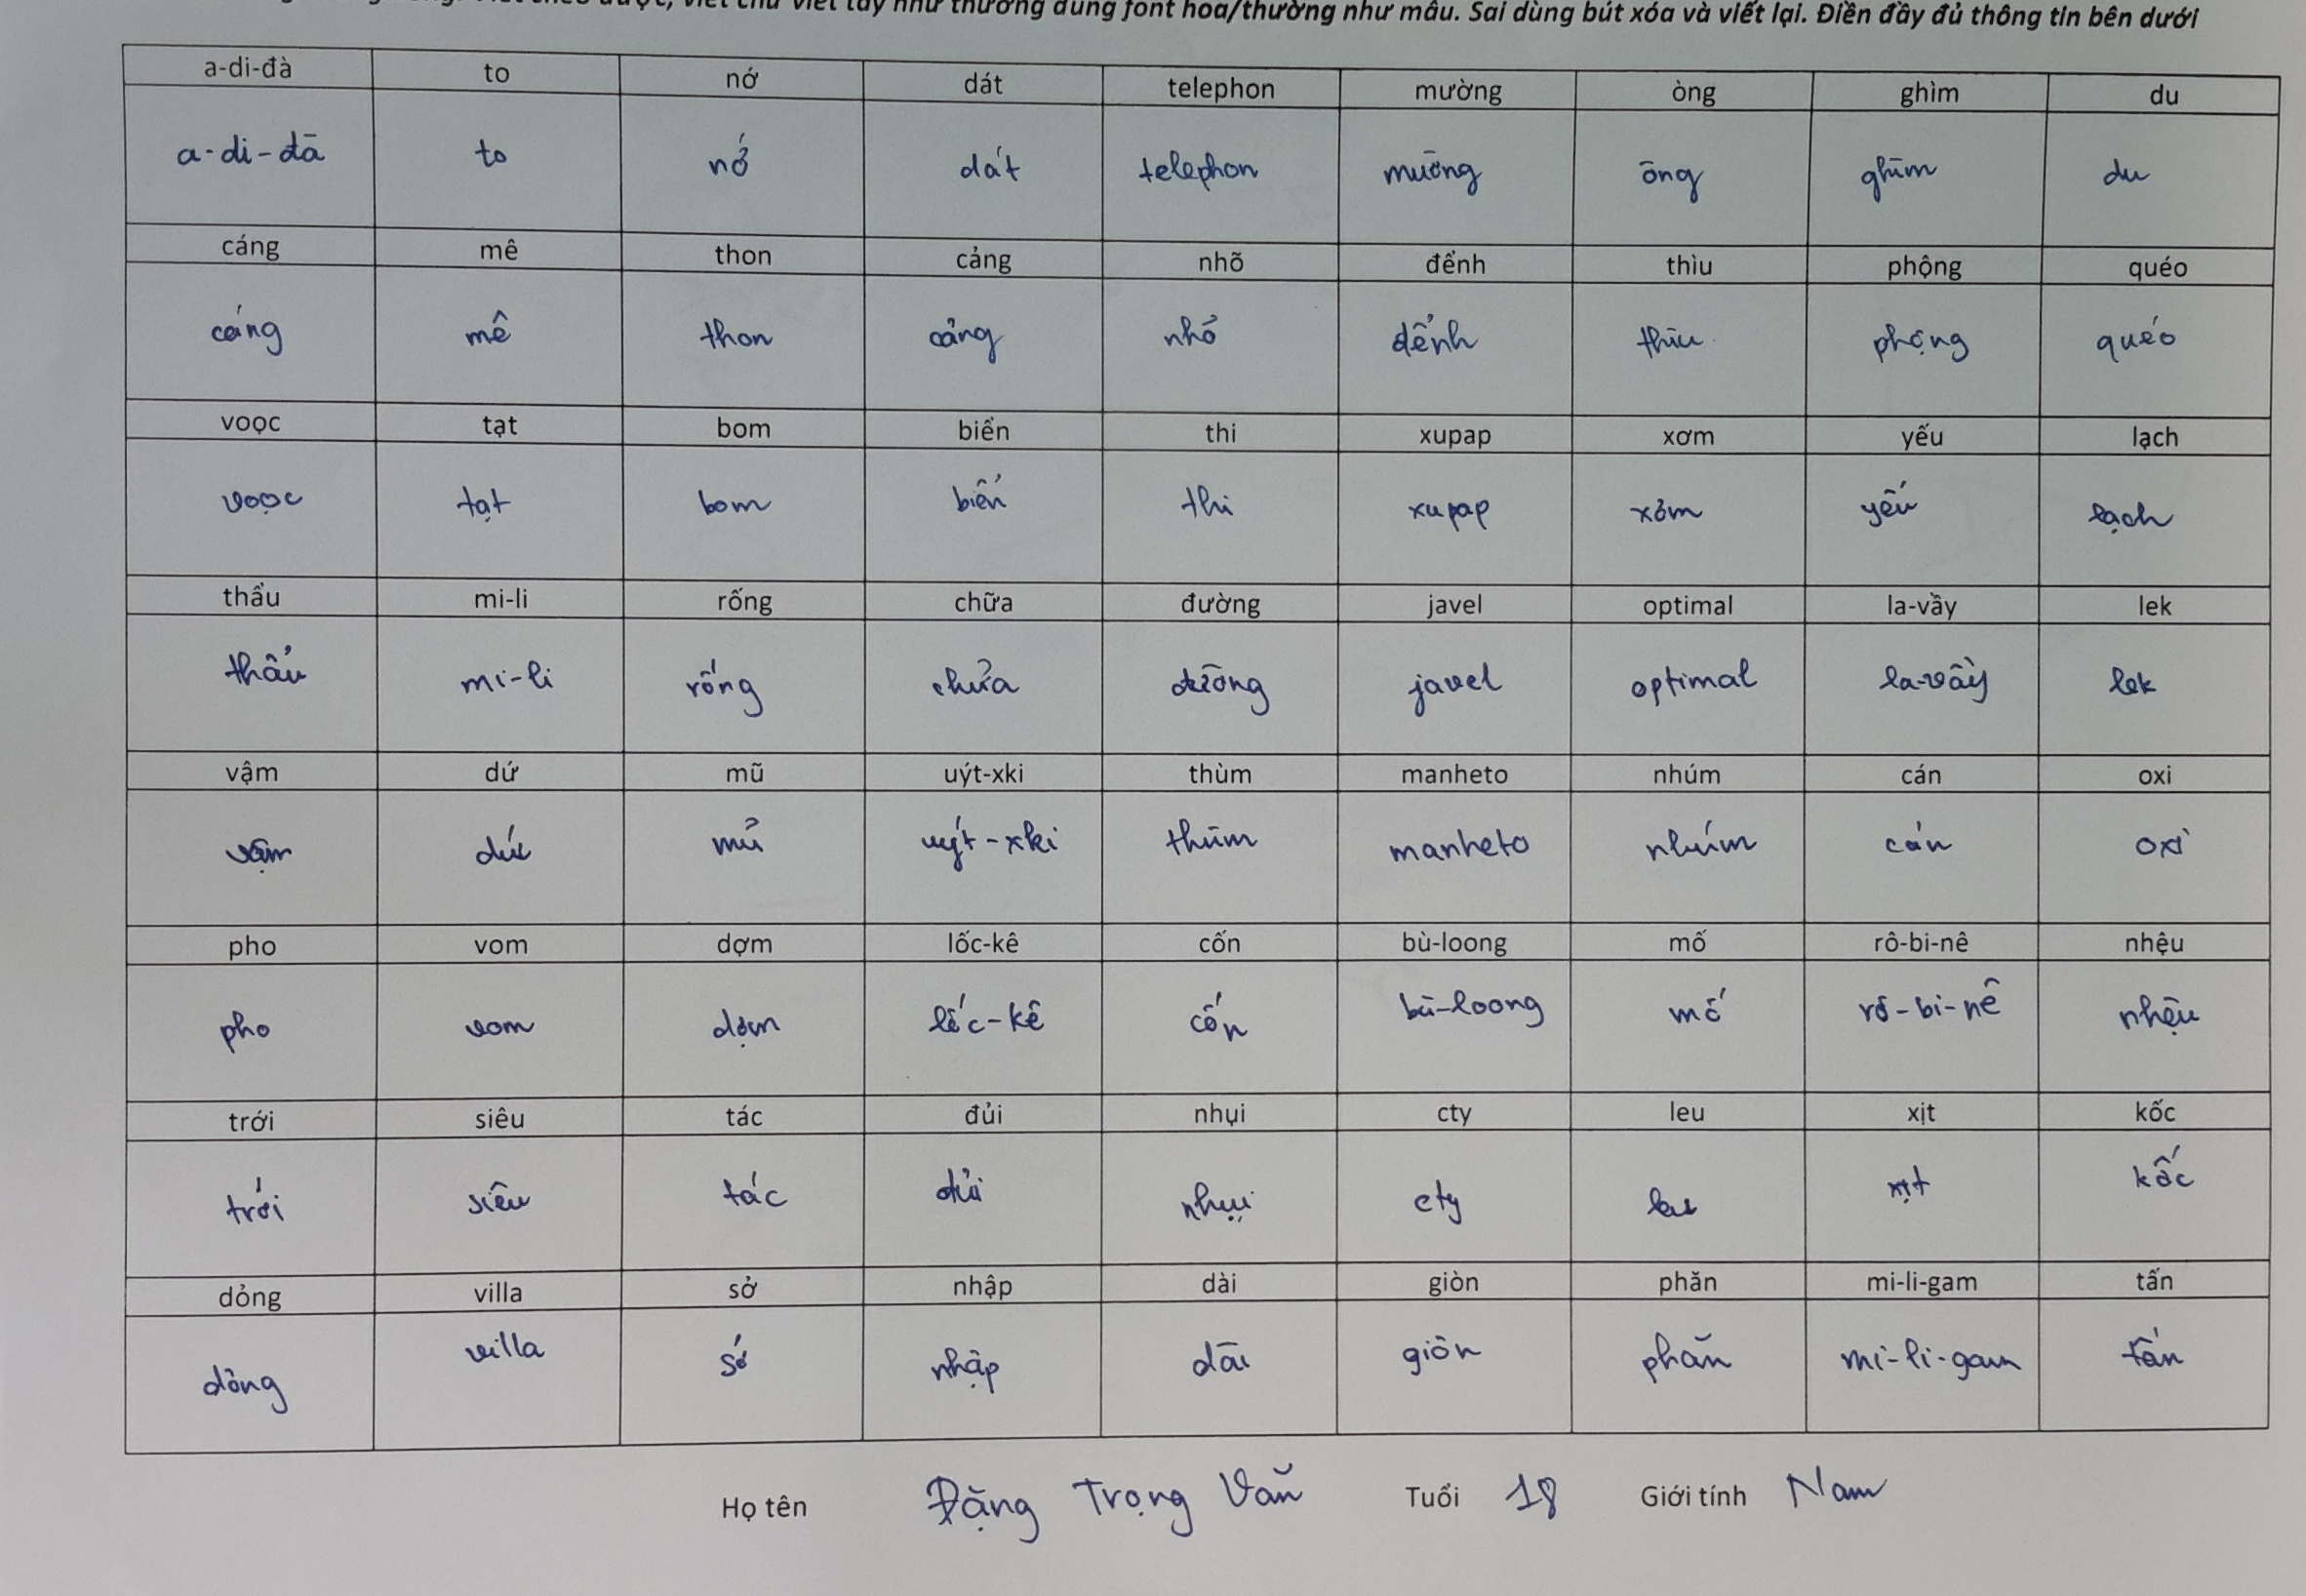 viết chữ viết tay như thường dùng font hoa/thường như mẫu. Sai dùng bút xóa và viết lại. Điền đầy đủ thông tin bên dưới
a-di-đà to nớ dát telephon mường òng ghìm du
a-di-đà to nớ dát telephon mường òng ghìm du
cáng mê thon cảng nhõ đểnh thìu phộng quéo
cáng mê thon cảng nhõ đểnh thìu phộng quéo
voọc tạt bom biển thi xupap xơm yếu lạch
voọc tạt bom biển thi xupap xơm yếu lạch
thẩu mi-li rống chữa đường javel optimal la-vầy lek
thẩu mi-li rống chữa đường javel optimal la-vầy lek
vậm dứ mũ uýt-xki thùm manheto nhúm cán oxi
vậm dứ mũ uýt-xki thùm manheto nhúm cán oxi
pho vom dợm lốc-kê cốn bù-loong mố rô-bi-nê nhệu
pho vom dợm lốc-kê cốn bù-loong mố rô-bi-nê nhệu
trới siêu tác đủi nhụi cty leu xịt kốc
trới siêu tác đủi nhụi cty leu xịt kốc
dỏng villa sở nhập dài giòn phăn mi-li-gam tấn
dỏng villa sở nhập dài giòn phăn mi-li-gam tấn
Họ tên Đặng Trọng Văn Tuổi 18 Giới tính Nam